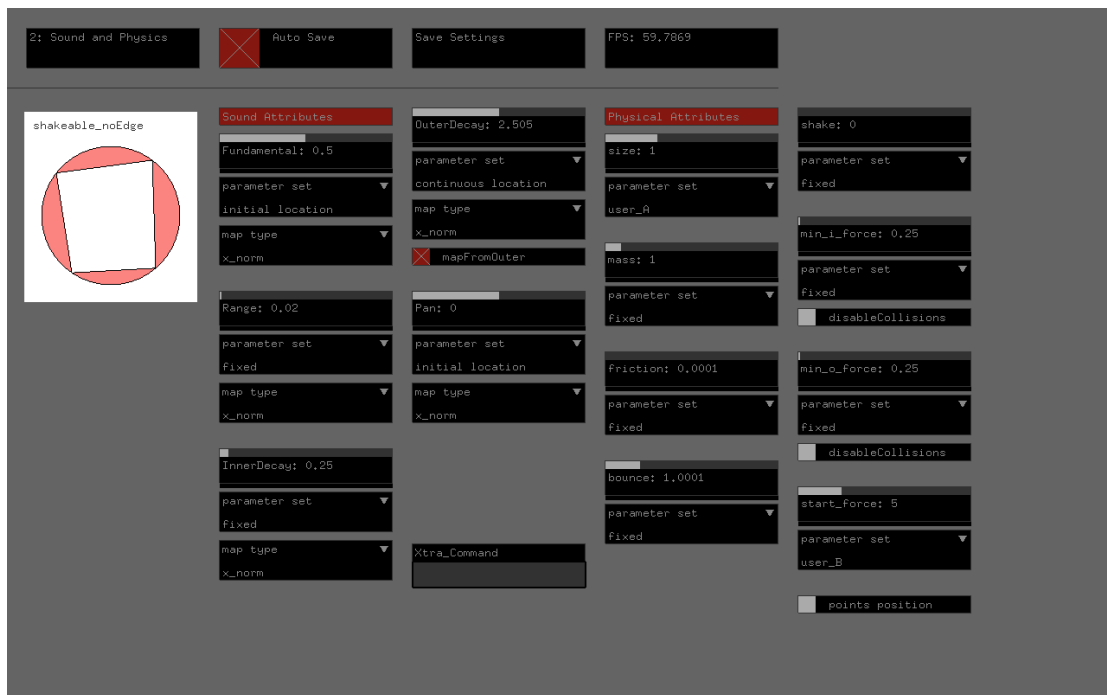 2: Sound and Physics
Auto Save
Save Settings
FPS: 59.7869
shakeable_noEdge
Sound Attributes
Fundamental: 0.5
parameter set
initial location
map type
x_norm
Range: 0.02
parameter set
fixed
map type
x_norm
InnerDecay: 0.25
parameter set
fixed
map type
x_norm
OuterDecay: 2.505
parameter set
continuous location
map type
x_norm
mapFromOuter
Pan: 0
parameter set
initial location
map type
x_norm
Xtra_Command
Physical Attributes
size: 1
parameter set
user_A
mass: 1
parameter set
fixed
friction: 0.0001
parameter set
fixed
bounce: 1.0001
parameter set
fixed
shake: 0
parameter set
fixed
min_i_force: 0.25
parameter set
fixed
disableCollisions
min_o_force: 0.25
parameter set
fixed
disableCollisions
start_force: 5
parameter set
user_B
points position